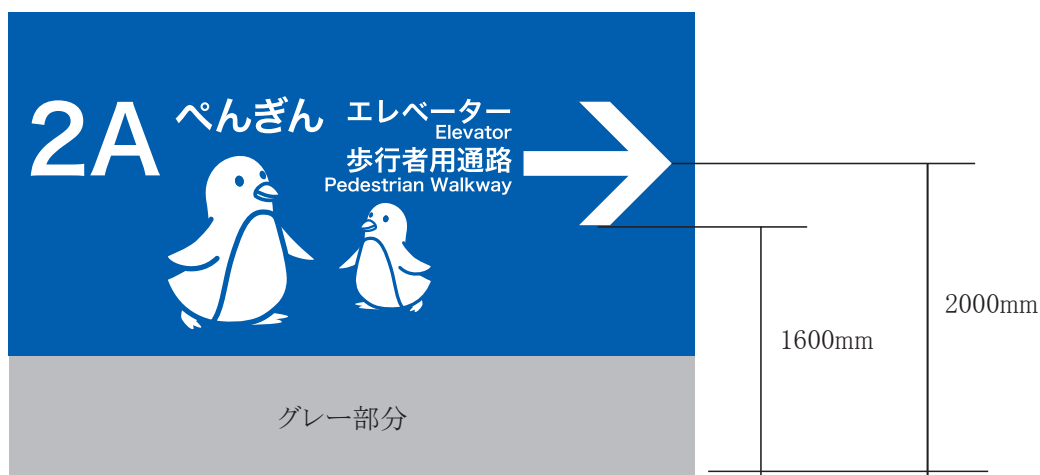 2A
ぺんぎん
エレベーター
Elevator
歩行者用通路
Pedestrian Walkway
2000mm
1600mm
グレー部分